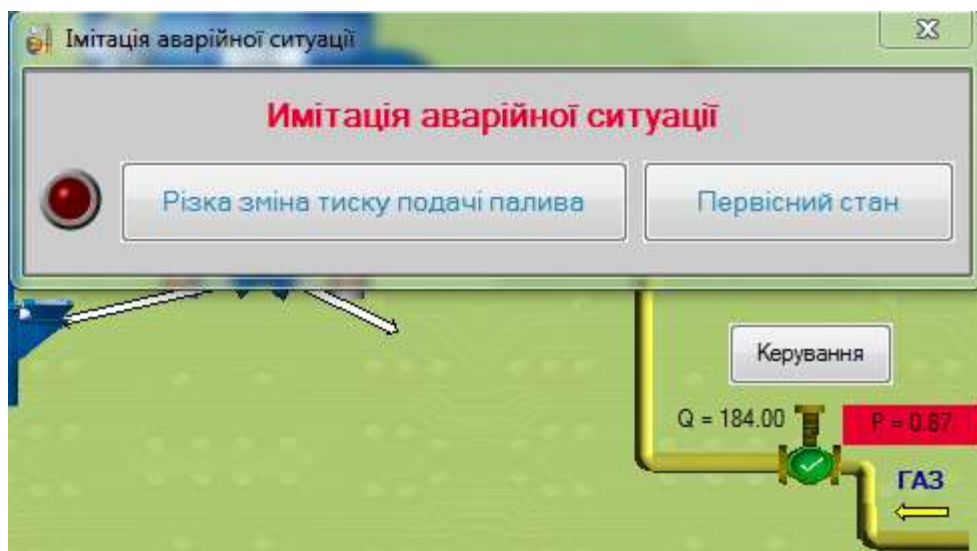 Імітація аварійної ситуації
Имітація аварійної ситуації
Різка зміна тиску подачі палива
Первісний стан
Керування
Q = 184.00
P = 0.87
ГАЗ